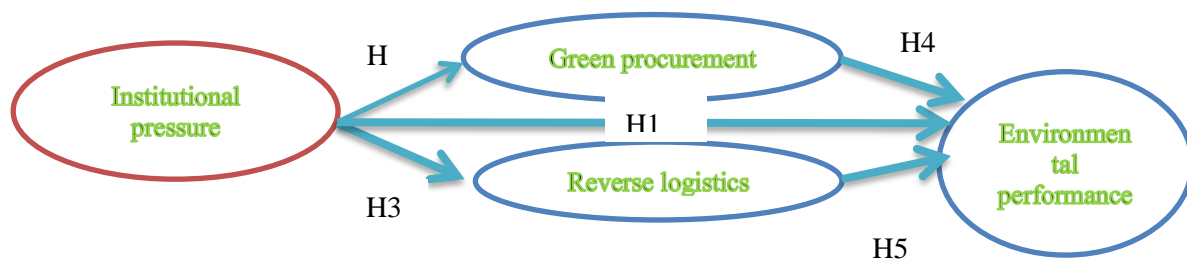 H
Green procurement
H4
Institutional
pressure
H1
Environmen
tal
performance
Reverse logistics
H3
H5